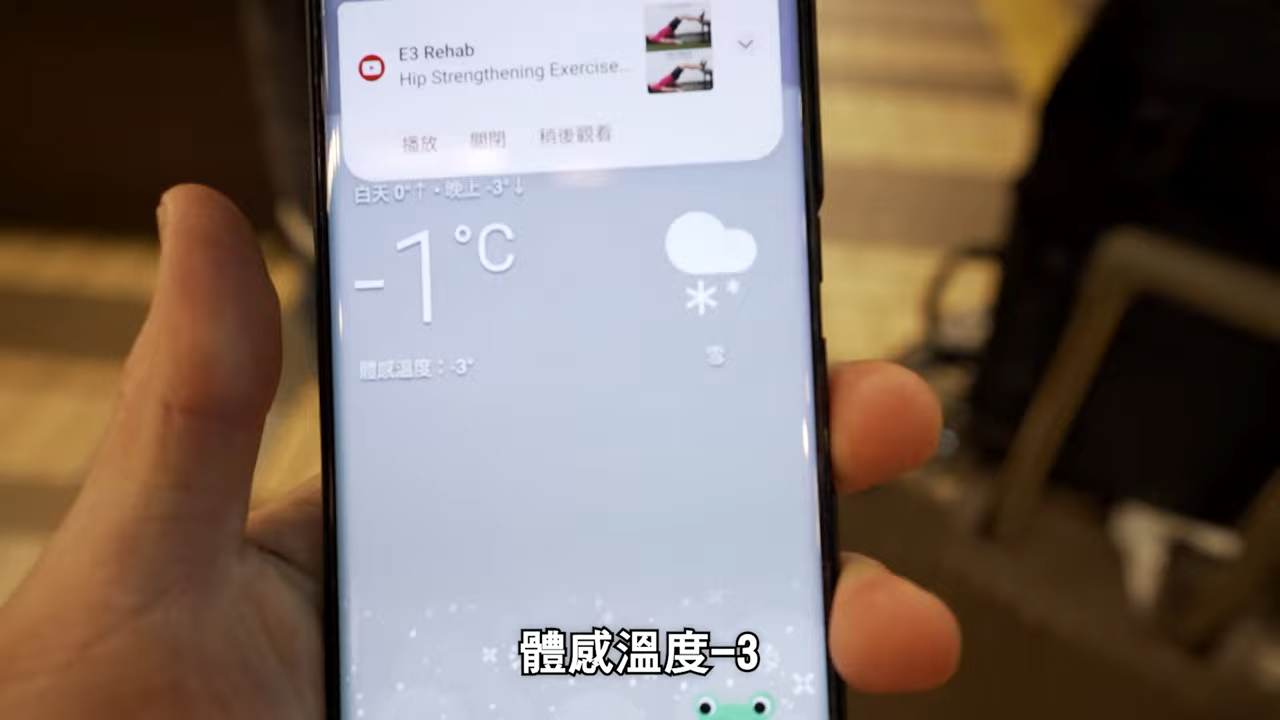 E3 Rehab
Hip Strengthening Exercise...
播放 關閉 稍後觀看
白天 0°↑・晚上 -3°↓
-1°C
體感溫度：-3°
雪
體感溫度-3